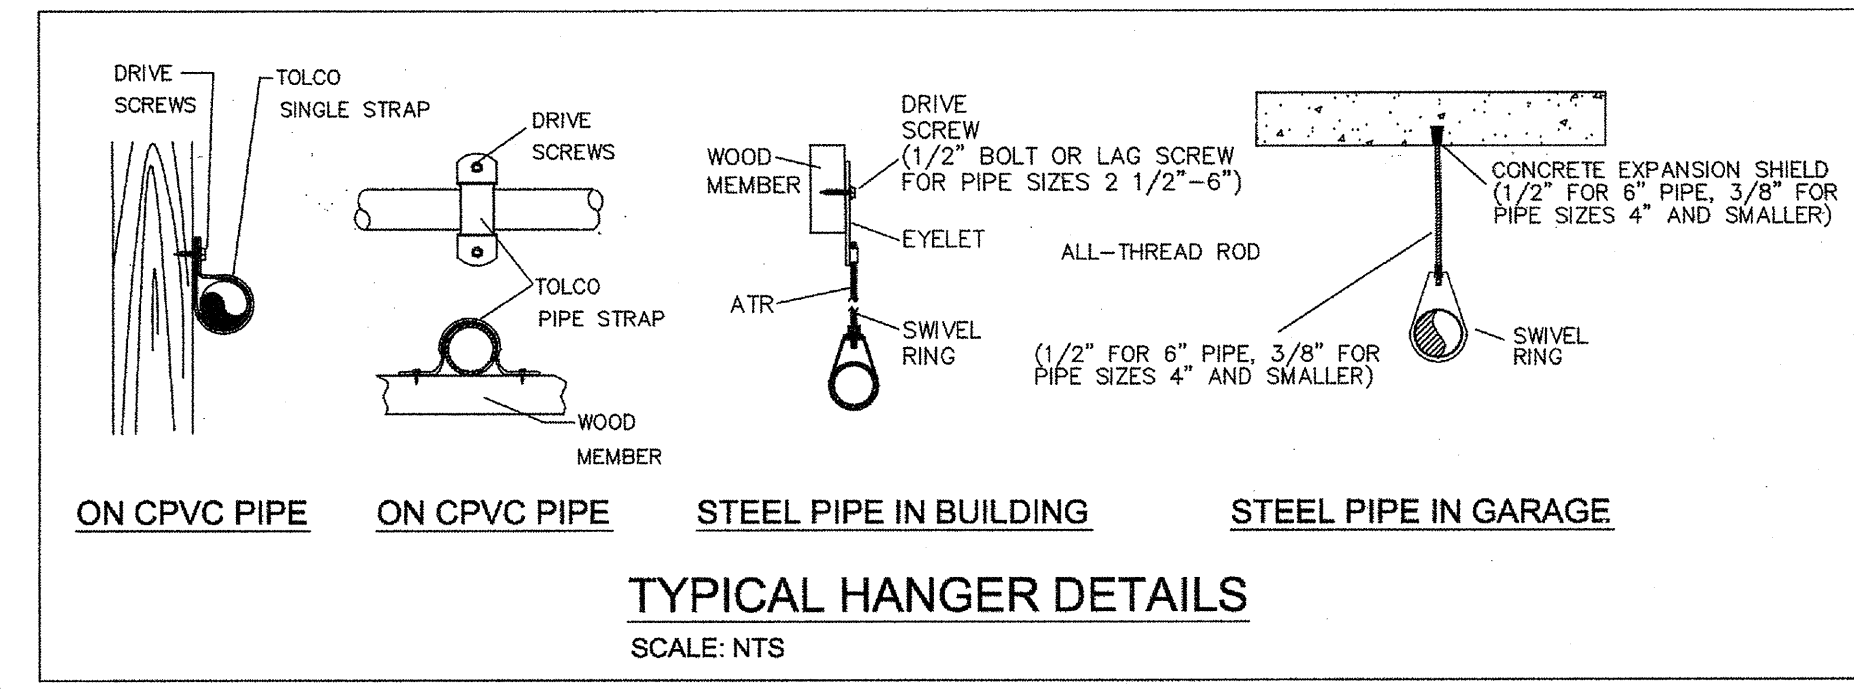 DRIVE
SCREWS
TOLCO
SINGLE STRAP
DRIVE
SCREWS
TOLCO
PIPE STRAP
WOOD
MEMBER
WOOD
MEMBER
DRIVE
SCREW
(1/2" BOLT OR LAG SCREW
FOR PIPE SIZES 2 1/2"-6")
EYELET
ATR
SWIVEL
RING
ALL-THREAD ROD
(1/2" FOR 6" PIPE, 3/8" FOR
PIPE SIZES 4" AND SMALLER)
CONCRETE EXPANSION SHIELD
(1/2" FOR 6" PIPE, 3/8" FOR
PIPE SIZES 4" AND SMALLER)
SWIVEL
RING
ON CPVC PIPE
ON CPVC PIPE
STEEL PIPE IN BUILDING
STEEL PIPE IN GARAGE
TYPICAL HANGER DETAILS
SCALE: NTS